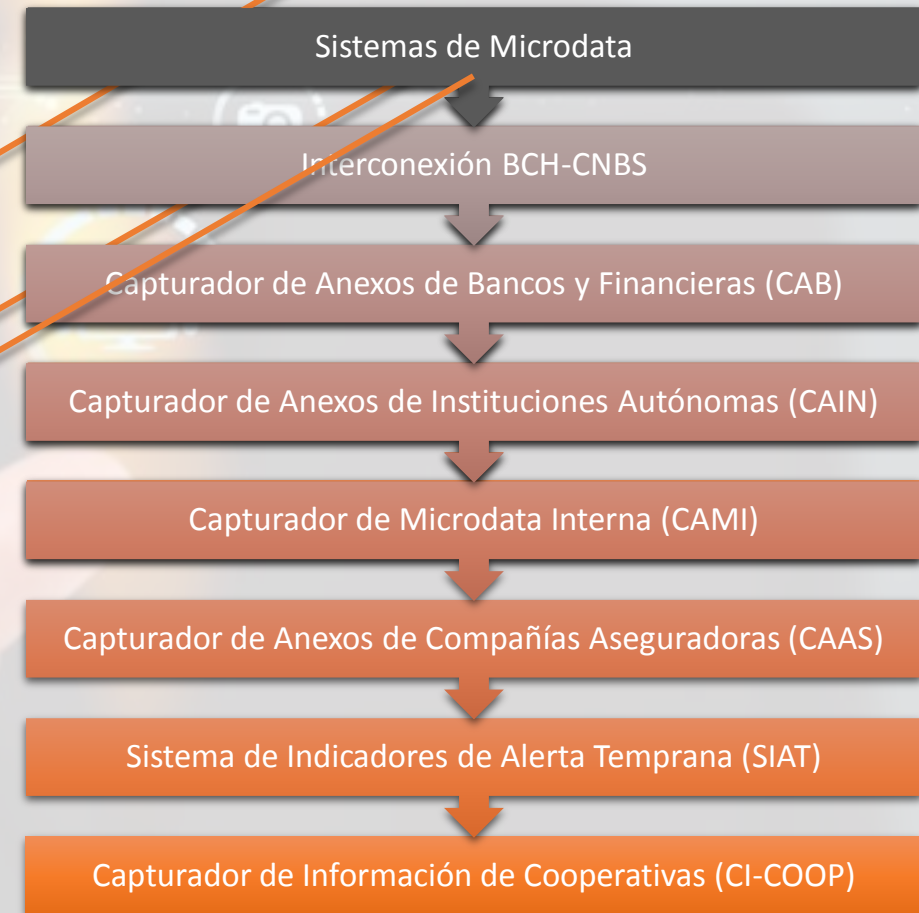 Sistemas de Microdata
Interconexión BCH-CNBS
Capturador de Anexos de Bancos y Financieras (CAB)
Capturador de Anexos de Instituciones Autónomas (CAIN)
Capturador de Microdata Interna (CAMI)
Capturador de Anexos de Compañías Aseguradoras (CAAS)
Sistema de Indicadores de Alerta Temprana (SIAT)
Capturador de Información de Cooperativas (CI-COOP)